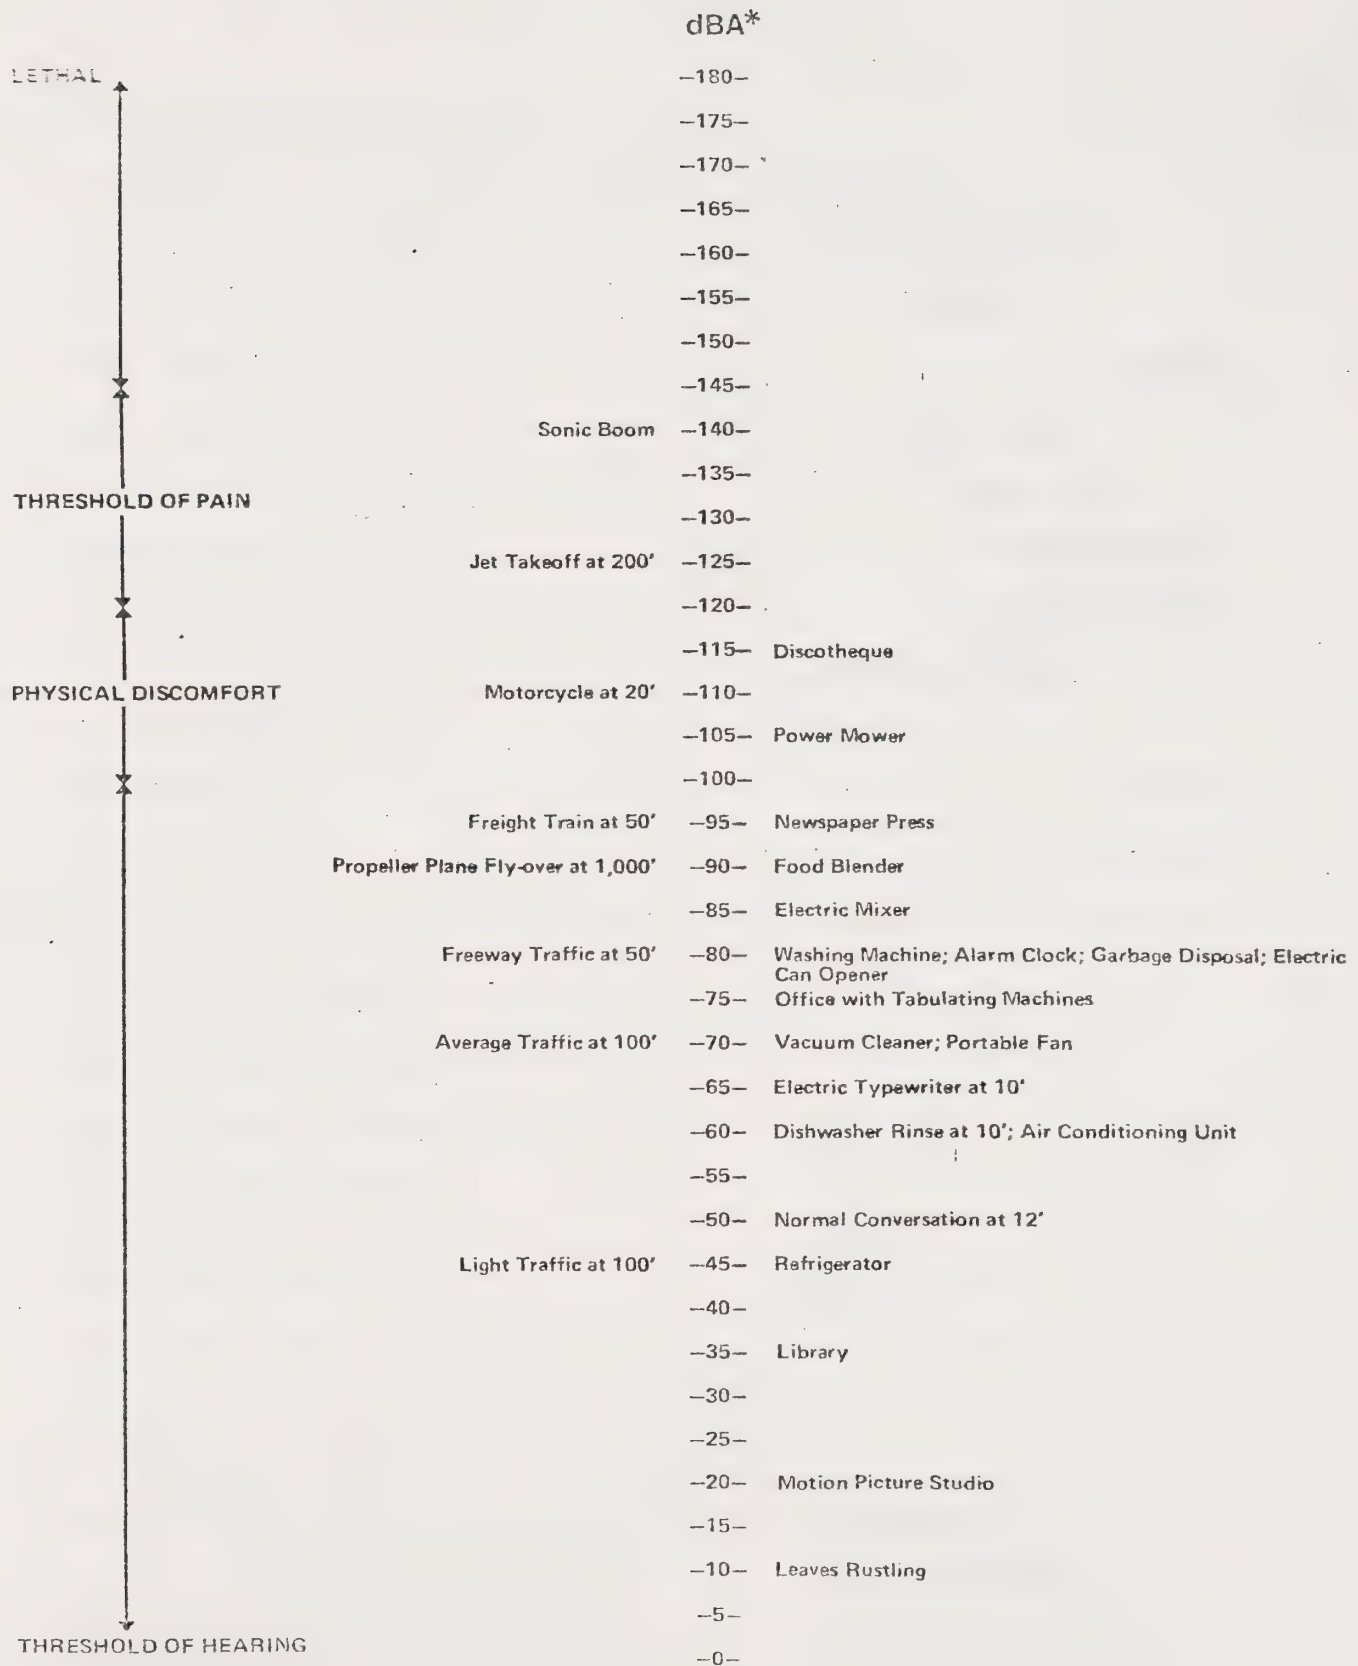 dBA*
LETHAL –180–
–175–
–170–
–165–
–160–
–155–
–150–
–145–
Sonic Boom –140–
–135–
THRESHOLD OF PAIN
–130–
Jet Takeoff at 200' –125–
–120–
–115– Discotheque
PHYSICAL DISCOMFORT Motorcycle at 20' –110–
–105– Power Mower
–100–
Freight Train at 50' –95– Newspaper Press
Propeller Plane Fly-over at 1,000' –90– Food Blender
–85– Electric Mixer
Freeway Traffic at 50' –80– Washing Machine; Alarm Clock; Garbage Disposal; Electric
Can Opener
–75– Office with Tabulating Machines
Average Traffic at 100' –70– Vacuum Cleaner; Portable Fan
–65– Electric Typewriter at 10'
–60– Dishwasher Rinse at 10'; Air Conditioning Unit
–55–
–50– Normal Conversation at 12'
Light Traffic at 100' –45– Refrigerator
–40–
–35– Library
–30–
–25–
–20– Motion Picture Studio
–15–
–10– Leaves Rustling
–5–
THRESHOLD OF HEARING
–0–